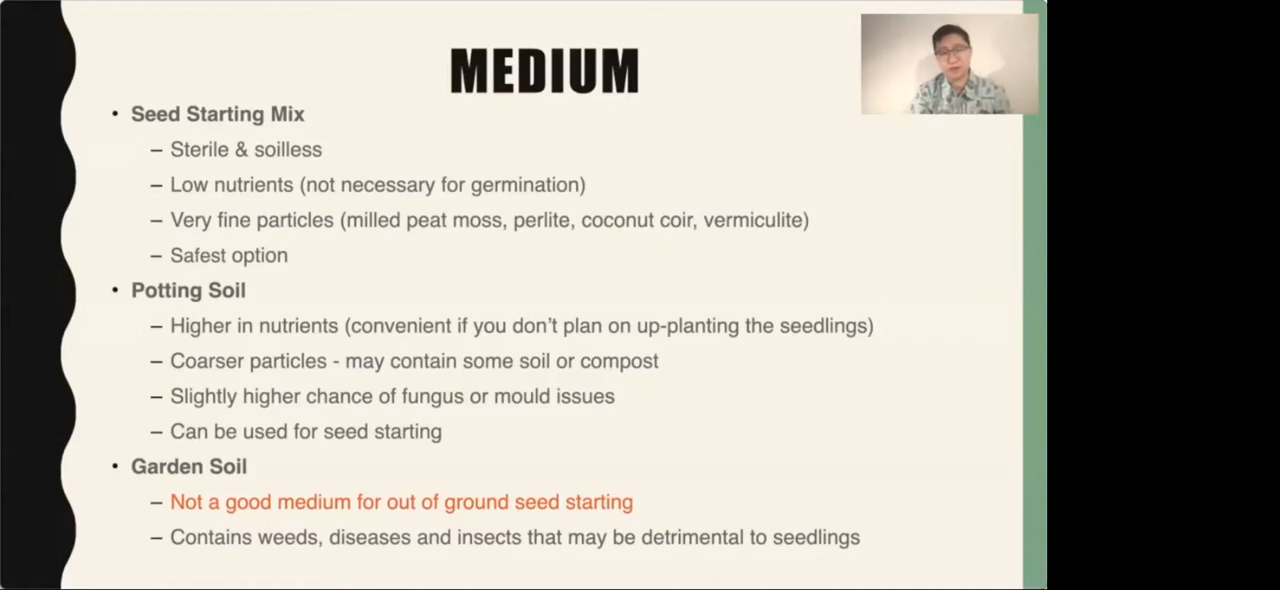 MEDIUM
• Seed Starting Mix
– Sterile & soilless
– Low nutrients (not necessary for germination)
– Very fine particles (milled peat moss, perlite, coconut coir, vermiculite)
– Safest option
• Potting Soil
– Higher in nutrients (convenient if you don't plan on up-planting the seedlings)
– Coarser particles - may contain some soil or compost
– Slightly higher chance of fungus or mould issues
– Can be used for seed starting
• Garden Soil
– Not a good medium for out of ground seed starting
– Contains weeds, diseases and insects that may be detrimental to seedlings